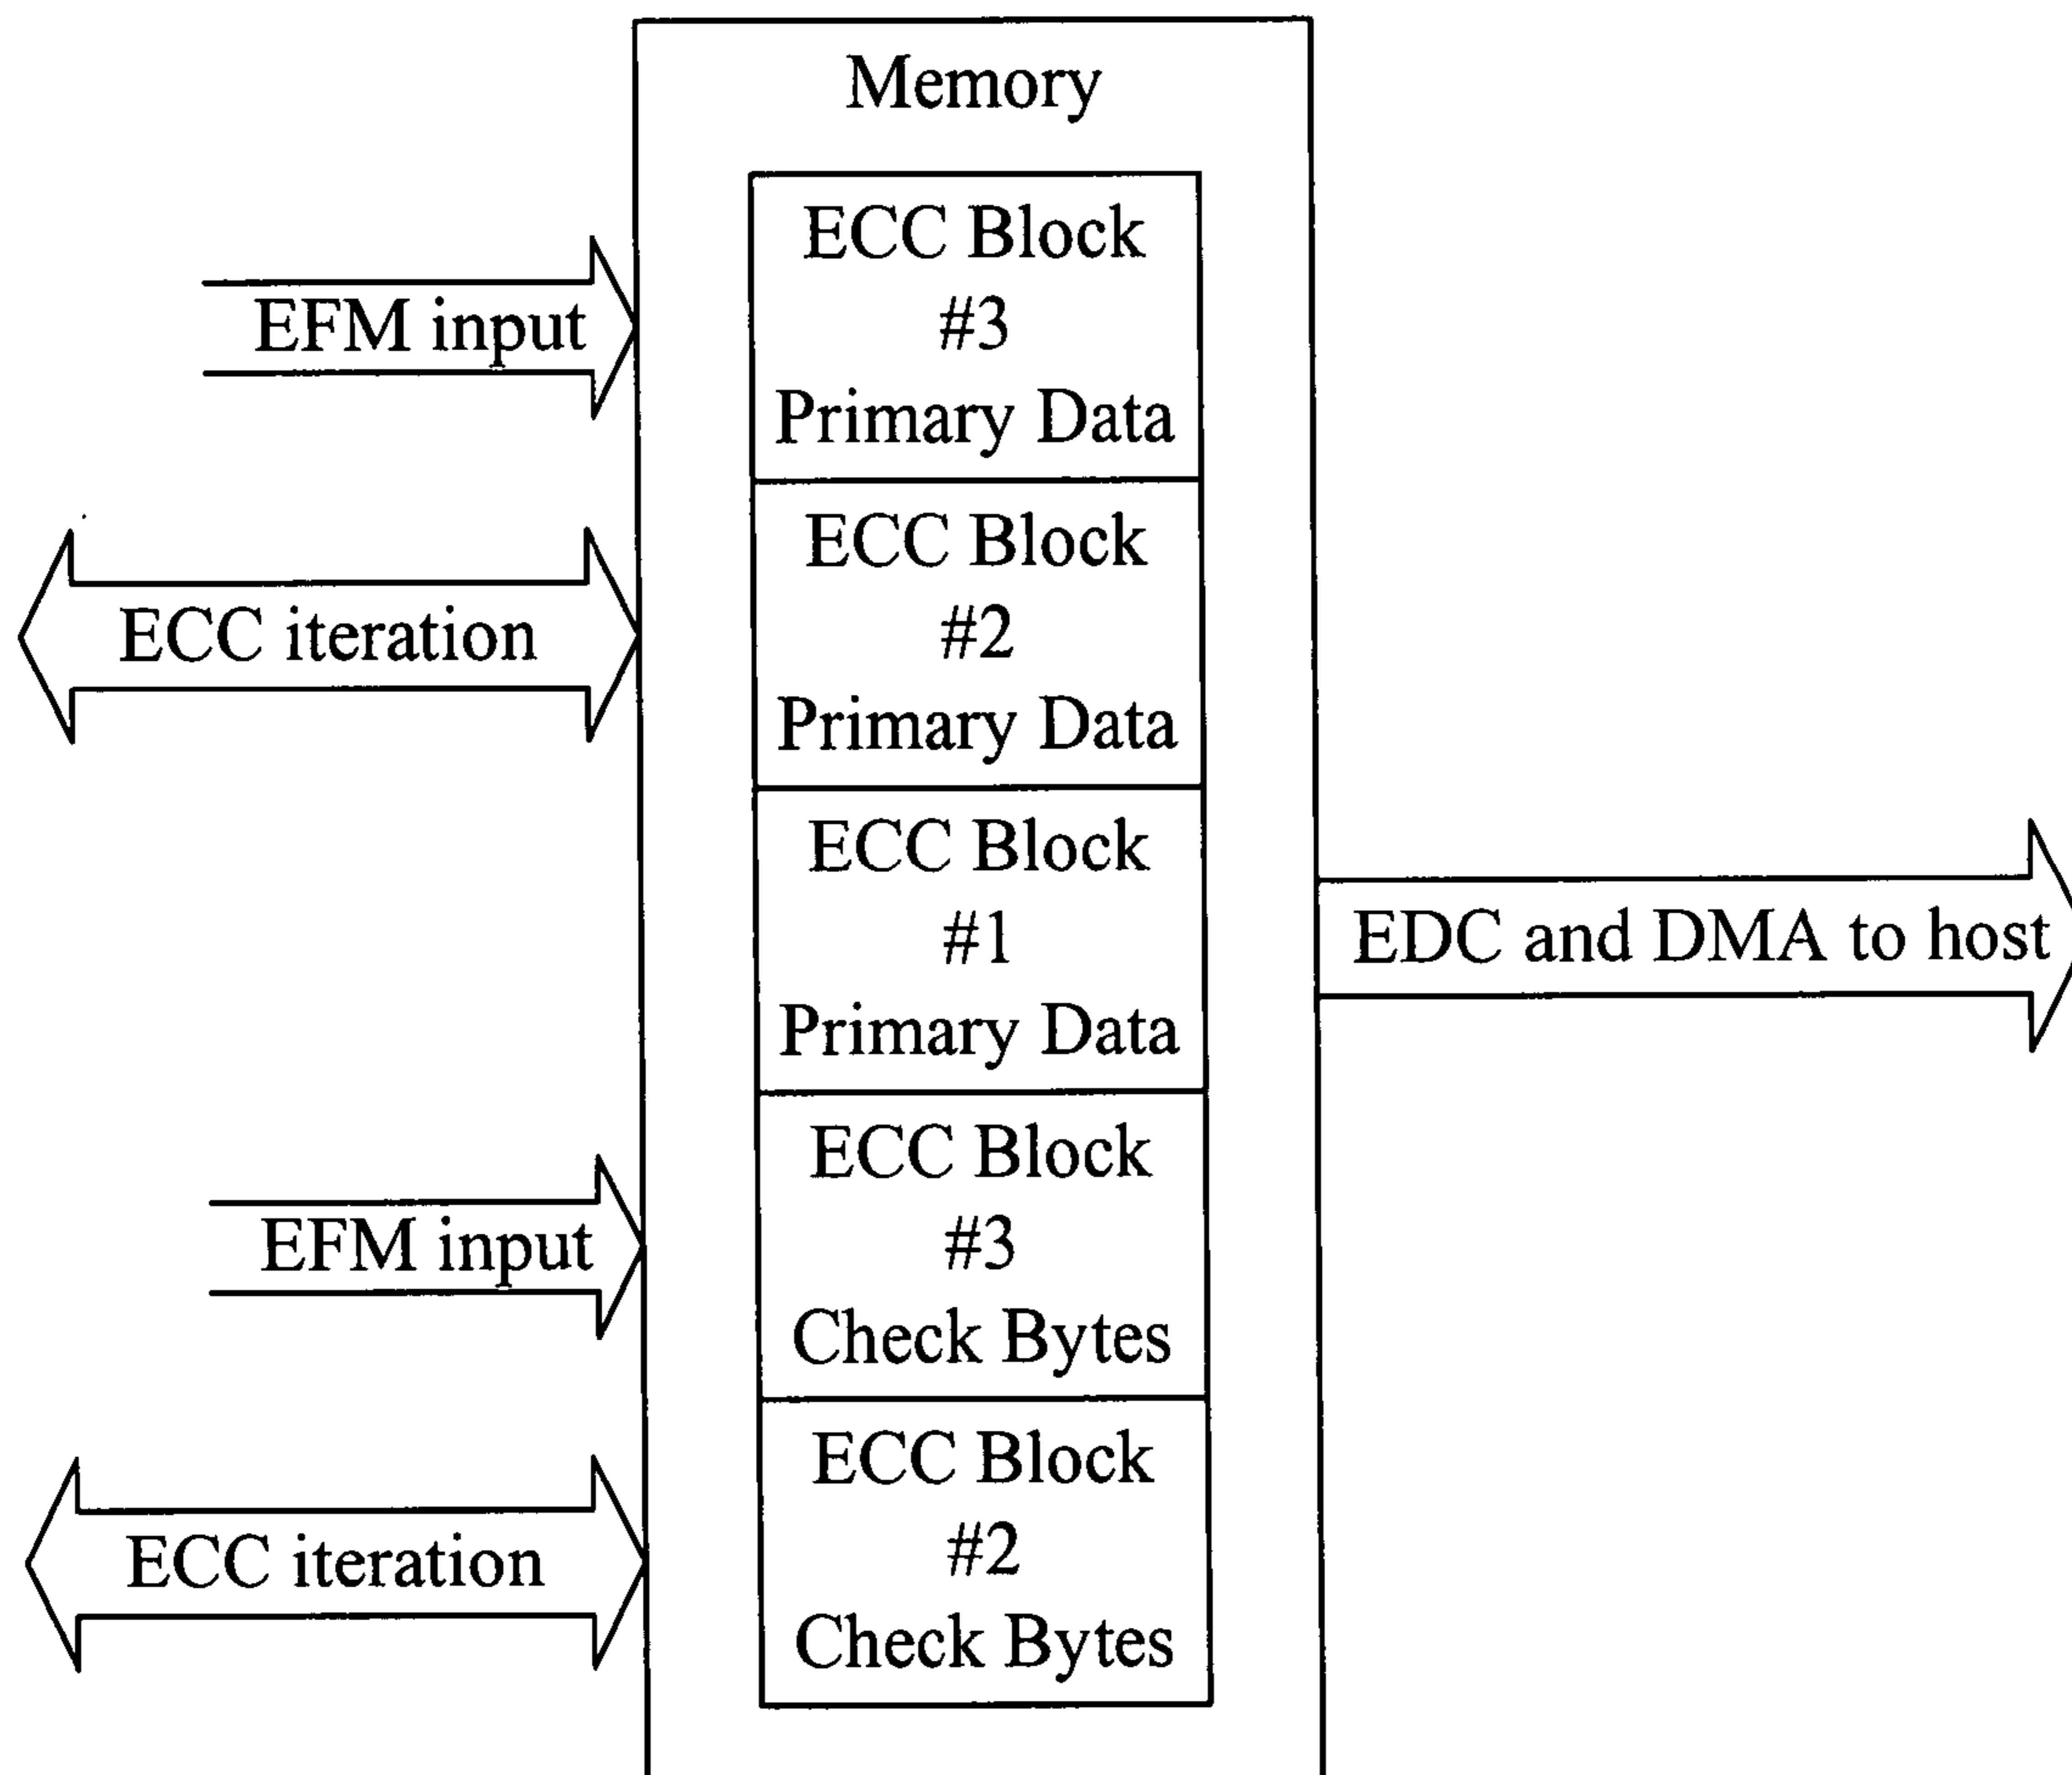 Memory
ECC Block
#3
Primary Data
EFM input
ECC Block
#2
Primary Data
ECC iteration
ECC Block
#1
Primary Data
EDC and DMA to host
ECC Block
#3
Check Bytes
EFM input
ECC Block
#2
Check Bytes
ECC iteration